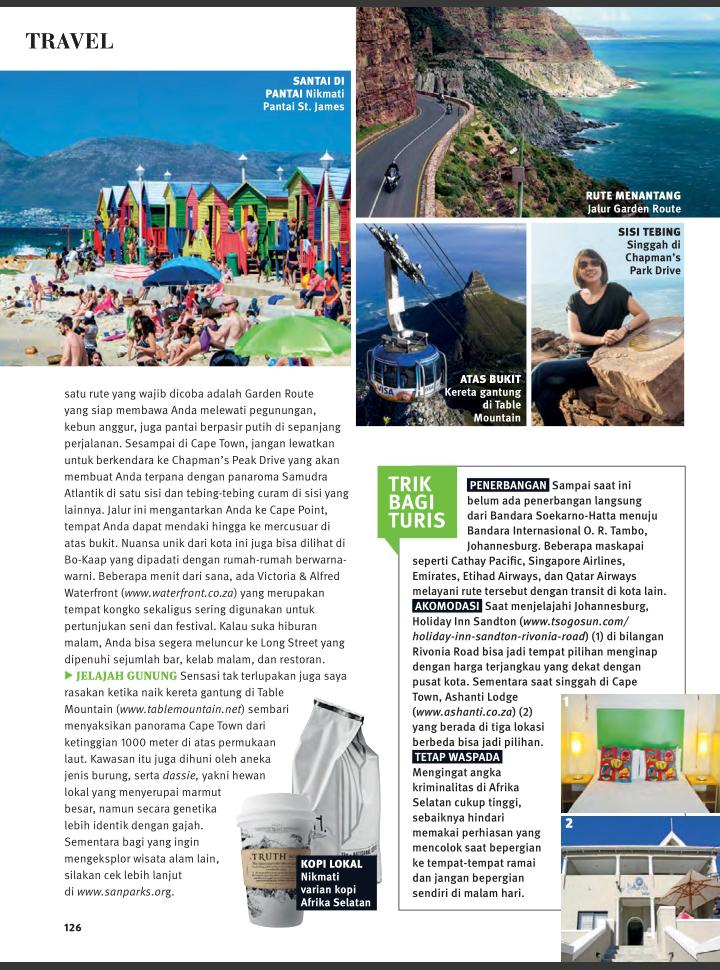 TRAVEL
SANTAI DI
PANTAI Nikmati
Pantai St. James
RUTE MENANTANG
Jalur Garden Route
SISI TEBING
Singgah di
Chapman's
Park Drive
VISA
ATAS BUKIT
Kereta gantung
di Table
Mountain
satu rute yang wajib dicoba adalah Garden Route
yang siap membawa Anda melewati pegunungan,
kebun anggur, juga pantai berpasir putih di sepanjang
perjalanan. Sesampai di Cape Town, jangan lewatkan
untuk berkendara ke Chapman's Peak Drive yang akan
membuat Anda terpana dengan panaroma Samudra
Atlantik di satu sisi dan tebing-tebing curam di sisi yang
lainnya. Jalur ini mengantarkan Anda ke Cape Point,
tempat Anda dapat mendaki hingga ke mercusuar di
atas bukit. Nuansa unik dari kota ini juga bisa dilihat di
Bo-Kaap yang dipadati dengan rumah-rumah berwarna-
warni. Beberapa menit dari sana, ada Victoria & Alfred
Waterfront (www.waterfront.co.za) yang merupakan
tempat kongko sekaligus sering digunakan untuk
pertunjukan seni dan festival. Kalau suka hiburan
malam, Anda bisa segera meluncur ke Long Street yang
dipenuhi sejumlah bar, kelab malam, dan restoran.
▶ JELAJAH GUNUNG Sensasi tak terlupakan juga saya
rasakan ketika naik kereta gantung di Table
Mountain (www.tablemountain.net) sembari
menyaksikan panorama Cape Town dari
ketinggian 1000 meter di atas permukaan
laut. Kawasan itu juga dihuni oleh aneka
jenis burung, serta dassie, yakni hewan
lokal yang menyerupai marmut
besar, namun secara genetika
lebih identik dengan gajah.
Sementara bagi yang ingin
mengeksplor wisata alam lain,
silakan cek lebih lanjut
di www.sanparks.org.
TRUTH
KOPI LOKAL
Nikmati
varian kopi
Afrika Selatan
TRIK
BAGI
TURIS
PENERBANGAN Sampai saat ini
belum ada penerbangan langsung
dari Bandara Soekarno-Hatta menuju
Bandara Internasional O. R. Tambo,
Johannesburg. Beberapa maskapai
seperti Cathay Pacific, Singapore Airlines,
Emirates, Etihad Airways, dan Qatar Airways
melayani rute tersebut dengan transit di kota lain.
AKOMODASI Saat menjelajahi Johannesburg,
Holiday Inn Sandton (www.tsogosun.com/
holiday-inn-sandton-rivonia-road) (1) di bilangan
Rivonia Road bisa jadi tempat pilihan menginap
dengan harga terjangkau yang dekat dengan
pusat kota. Sementara saat singgah di Cape
Town, Ashanti Lodge
(www.ashanti.co.za) (2)
yang berada di tiga lokasi
berbeda bisa jadi pilihan.
TETAP WASPADA
Mengingat angka
kriminalitas di Afrika
Selatan cukup tinggi,
sebaiknya hindari
memakai perhiasan yang
mencolok saat bepergian
ke tempat-tempat ramai
dan jangan bepergian
sendiri di malam hari.
1
2
126